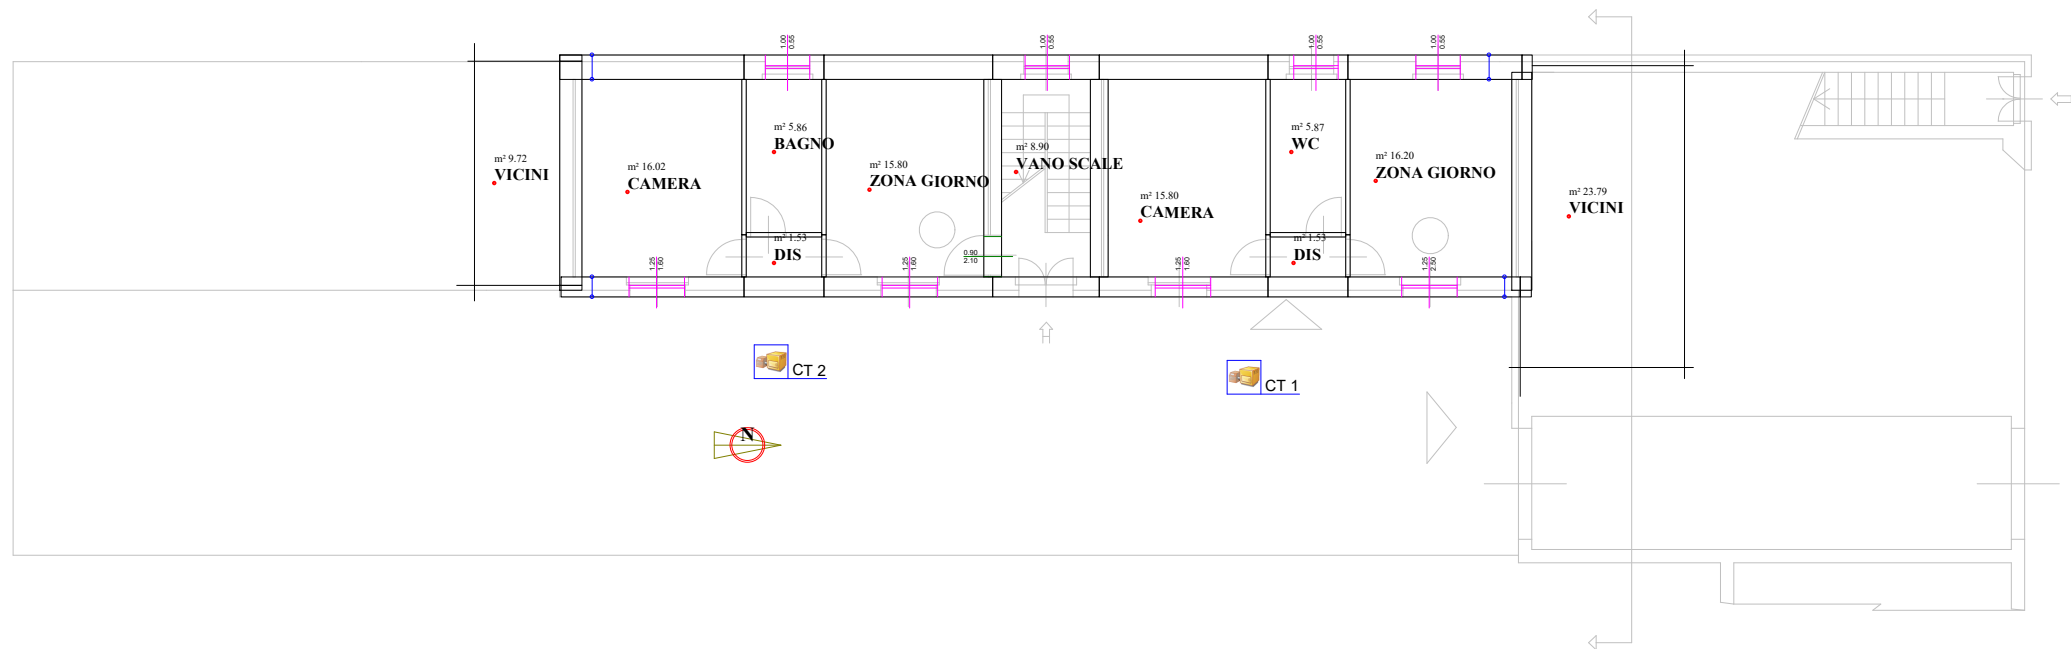 1.00
0.55
1.00
0.55
1.00
0.55
1.00
0.55
m² 9.72
VICINI
m² 16.02
CAMERA
m² 5.86
BAGNO
m² 15.80
ZONA GIORNO
m² 8.90
VANO SCALE
m² 15.80
CAMERA
m² 5.87
WC
m² 16.20
ZONA GIORNO
m² 23.79
VICINI
m² 1.53
DIS
m² 1.53
DIS
0.90
2.10
1.25
1.60
1.25
1.60
1.25
1.60
1.25
2.50
CT 2
CT 1
N